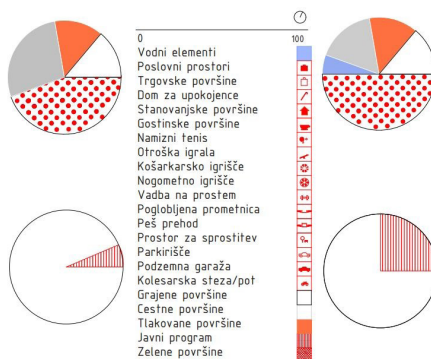 0 100
Vodni elementi
Poslovni prostori
Trgovske površine
Dom za upokojence
Stanovanjske površine
Gostinske površine
Namizni tenis
Otroška igrala
Košarkarsko igrišče
Nogometno igrišče
Vadba na prostem
Poglobljena prometnica
Peš prehod
Prostor za sprostitev
Parkirišče
Podzemna garaža
Kolesarska steza/pot
Grajene površine
Cestne površine
Tlakovane površine
Javni program
Zelene površine